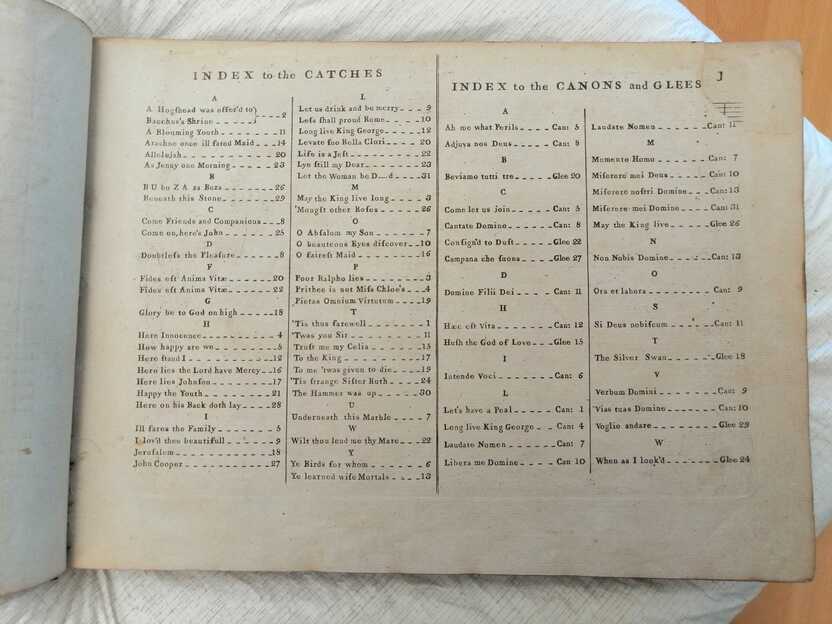 INDEX to the CATCHES
A
A Hogſhead was offer'd to
Bacchus's Shrine 2
A Blouming Youth 11
Arachne once ill fared Maid 14
Allelujah 20
As Jenny one Morning 23
B
B U bu Z A za Buza 26
Beneath this Stone 29
C
Come Friends and Companions 8
Come on, here's John 25
D
Doubtleſs the Pleaſure 8
F
Fides eſt Anima Vitæ 20
Fides eſt Anima Vitæ 22
G
Glory be to God on high 18
H
Here Innocence 4
How happy are we 5
Here ſtand I 12
Here lies the Lord have Mercy 16
Here lies Johnſon 17
Happy the Youth 21
Here on his Back doth lay 28
I
Ill fares the Family 5
I lov'd thee beautifull 9
Jeruſalem 18
John Cooper 27
L
Let us drink and be merry 9
Leſs ſhall proud Rome 10
Long live King George 12
Levate ſuo Bella Clori 20
Life is a Jeſt 22
Lye ſtill my Dear 23
Let the Woman be D....d 31
M
May the King live long 3
'Mongſt other Roſes 26
O
O Abſalom my Son 7
O beauteous Eyes diſcover 10
O faireſt Maid 16
P
Poor Ralpho lies 3
Prithee is not Miſs Chloe's 4
Pietas Omnium Virtutum 19
T
'Tis thus farewell 1
'Twas you Sir 11
Truſt me my Celia 15
To the King 17
To me 'twas given to die 19
'Tis ſtrange Siſter Ruth 24
The Hammer was up 30
U
Underneath this Marble 7
W
Wilt thou lend me thy Mare 22
Y
Ye Birds for whom 6
Ye learned wiſe Mortals 13
INDEX to the CANONS and GLEES
A
Ah me what Perils Can: 5
Adjuva nos Deus Can: 8
B
Beviamo tutti tre Glee 20
C
Come let us join Can: 5
Cantate Domino Can: 8
Conſign'd to Duſt Glee 22
Campana che ſuona Glee 27
D
Domine Filii Dei Can: 11
H
Hæc eſt Vita Can: 12
Huſh the God of Love Glee 15
I
Intende Voci Can: 6
L
Let's have a Peal Can: 1
Long live King George Can: 4
Laudate Nomen Can: 7
Libera me Domine Can 10
Laudate Nomen Can: 11
M
Memento Homo Can: 7
Miſerere mei Deus Can: 10
Miſerere noſtri Domine Can: 13
Miſerere mei Domine Can: 31
May the King live Glee 26
N
Non Nobis Domine Can: 13
O
Ora et labora Can: 9
S
Si Deus nobiſcum Can: 11
T
The Silver Swan Glee 18
V
Verbum Domini Can: 9
Vias tuas Domine Can: 10
Voglio andare Glee 29
W
When as I look'd Glee 24